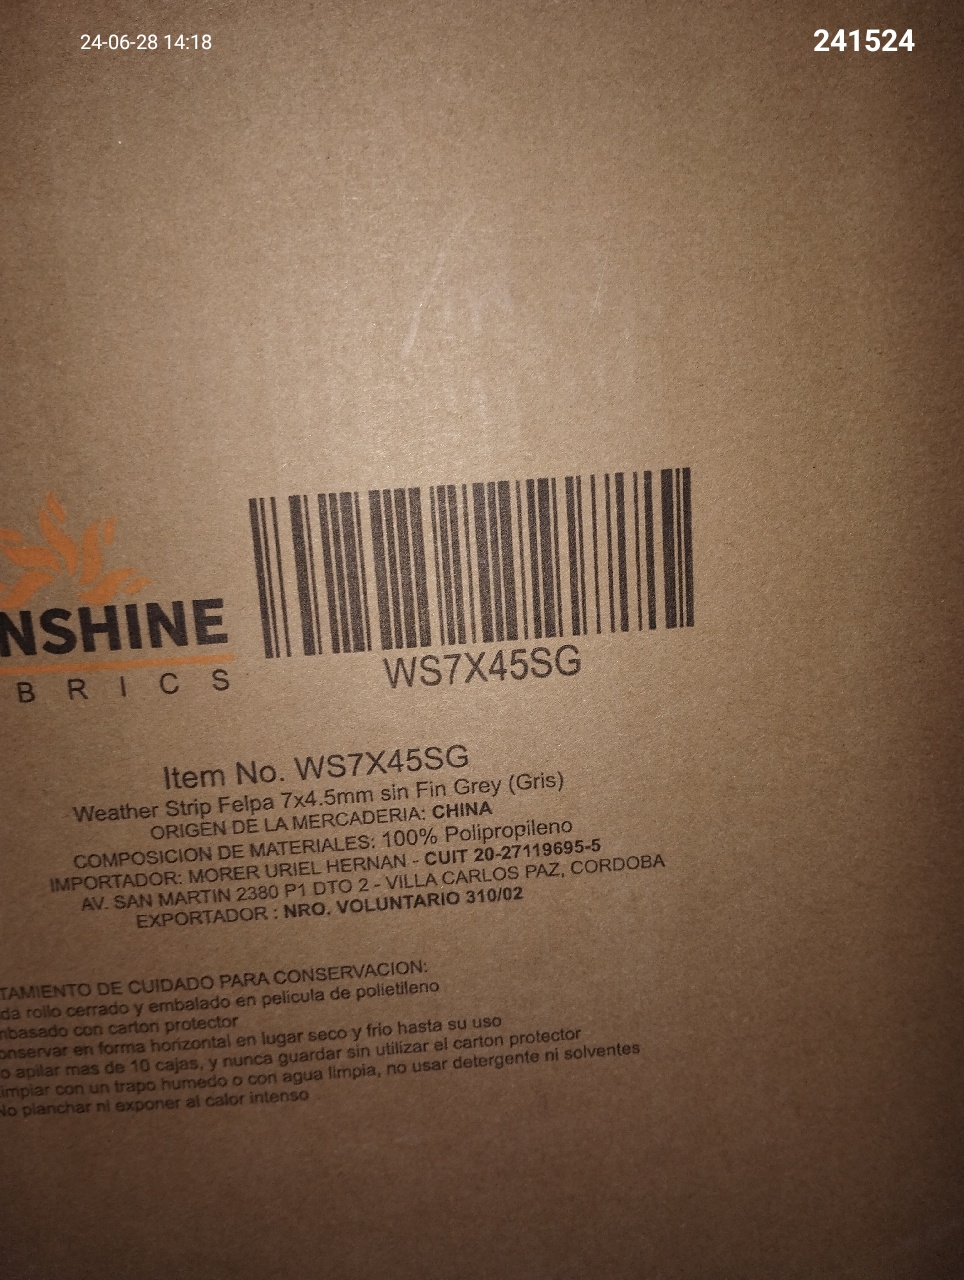 24-06-28 14:18
241524
NSHINE
BRICS
WS7X45SG
Item No. WS7X45SG
Weather Strip Felpa 7x4.5mm sin Fin Grey (Gris)
ORIGEN DE LA MERCADERIA: CHINA
COMPOSICION DE MATERIALES: 100% Polipropileno
IMPORTADOR: MORER URIEL HERNAN - CUIT 20-27119695-5
AV. SAN MARTIN 2380 P1 DTO 2 - VILLA CARLOS PAZ, CORDOBA
EXPORTADOR : NRO. VOLUNTARIO 310/02
TAMIENTO DE CUIDADO PARA CONSERVACION:
da rollo cerrado y embalado en pelicula de polietileno
mbasado con carton protector
onservar en forma horizontal en lugar seco y frio hasta su uso
o apilar mas de 10 cajas, y nunca guardar sin utilizar el carton protector
impiar con un trapo humedo o con agua limpia, no usar detergente ni solventes
No planchar ni exponer al calor intenso